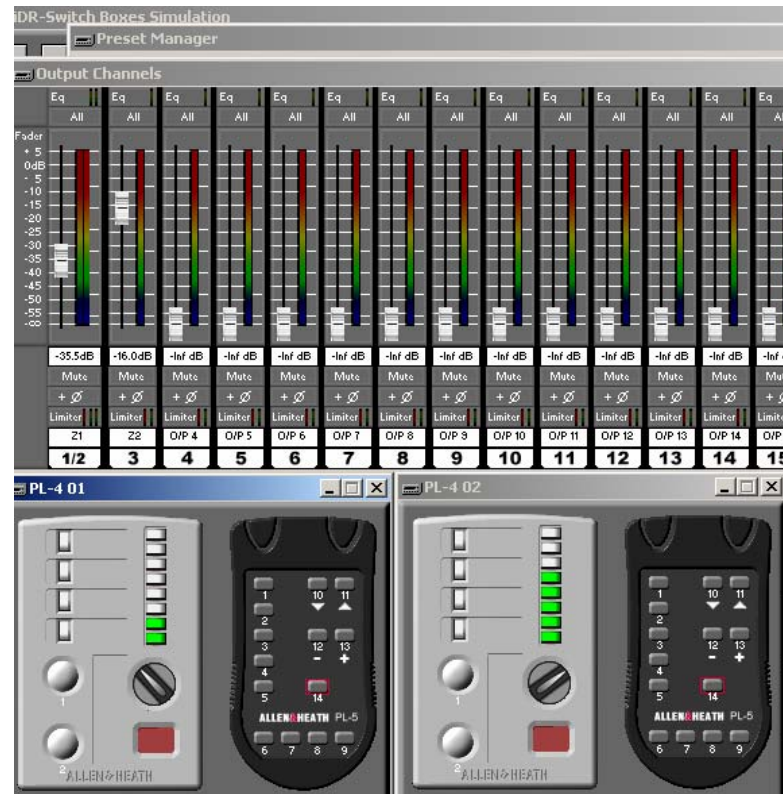 iDR-Switch Boxes Simulation
Preset Manager
Output Channels
Eq Eq Eq Eq Eq Eq Eq Eq Eq Eq Eq Eq Eq
All All All All All All All All All All All All All
Fader
+ 5
0dB
- 5
-10
-15
-20
-25
-30
-35
-40
-45
-50
-55
-∞
-35.5dB -16.0dB -Inf dB -Inf dB -Inf dB -Inf dB -Inf dB -Inf dB -Inf dB -Inf dB -Inf dB -Inf dB -Inf
Mute Mute Mute Mute Mute Mute Mute Mute Mute Mute Mute Mute Mut
+ Ø + Ø + Ø + Ø + Ø + Ø + Ø + Ø + Ø + Ø + Ø + Ø +
Limiter Limiter Limiter Limiter Limiter Limiter Limiter Limiter Limiter Limiter Limiter Limiter Limite
Z1 Z2 O/P 4 O/P 5 O/P 6 O/P 7 O/P 8 O/P 9 O/P 10 O/P 11 O/P 12 O/P 13 O/P 14 O/P
1/2 3 4 5 6 7 8 9 10 11 12 13 14 15
PL-4 01
1
2
ALLEN&HEATH
1 10 11
2
3 12 13
- +
4
5 14
ALLEN&HEATH PL-5
6 7 8 9
PL-4 02
1
2
ALLEN&HEATH
1 10 11
2
3 12 13
- +
4
5 14
ALLEN&HEATH PL-5
6 7 8 9